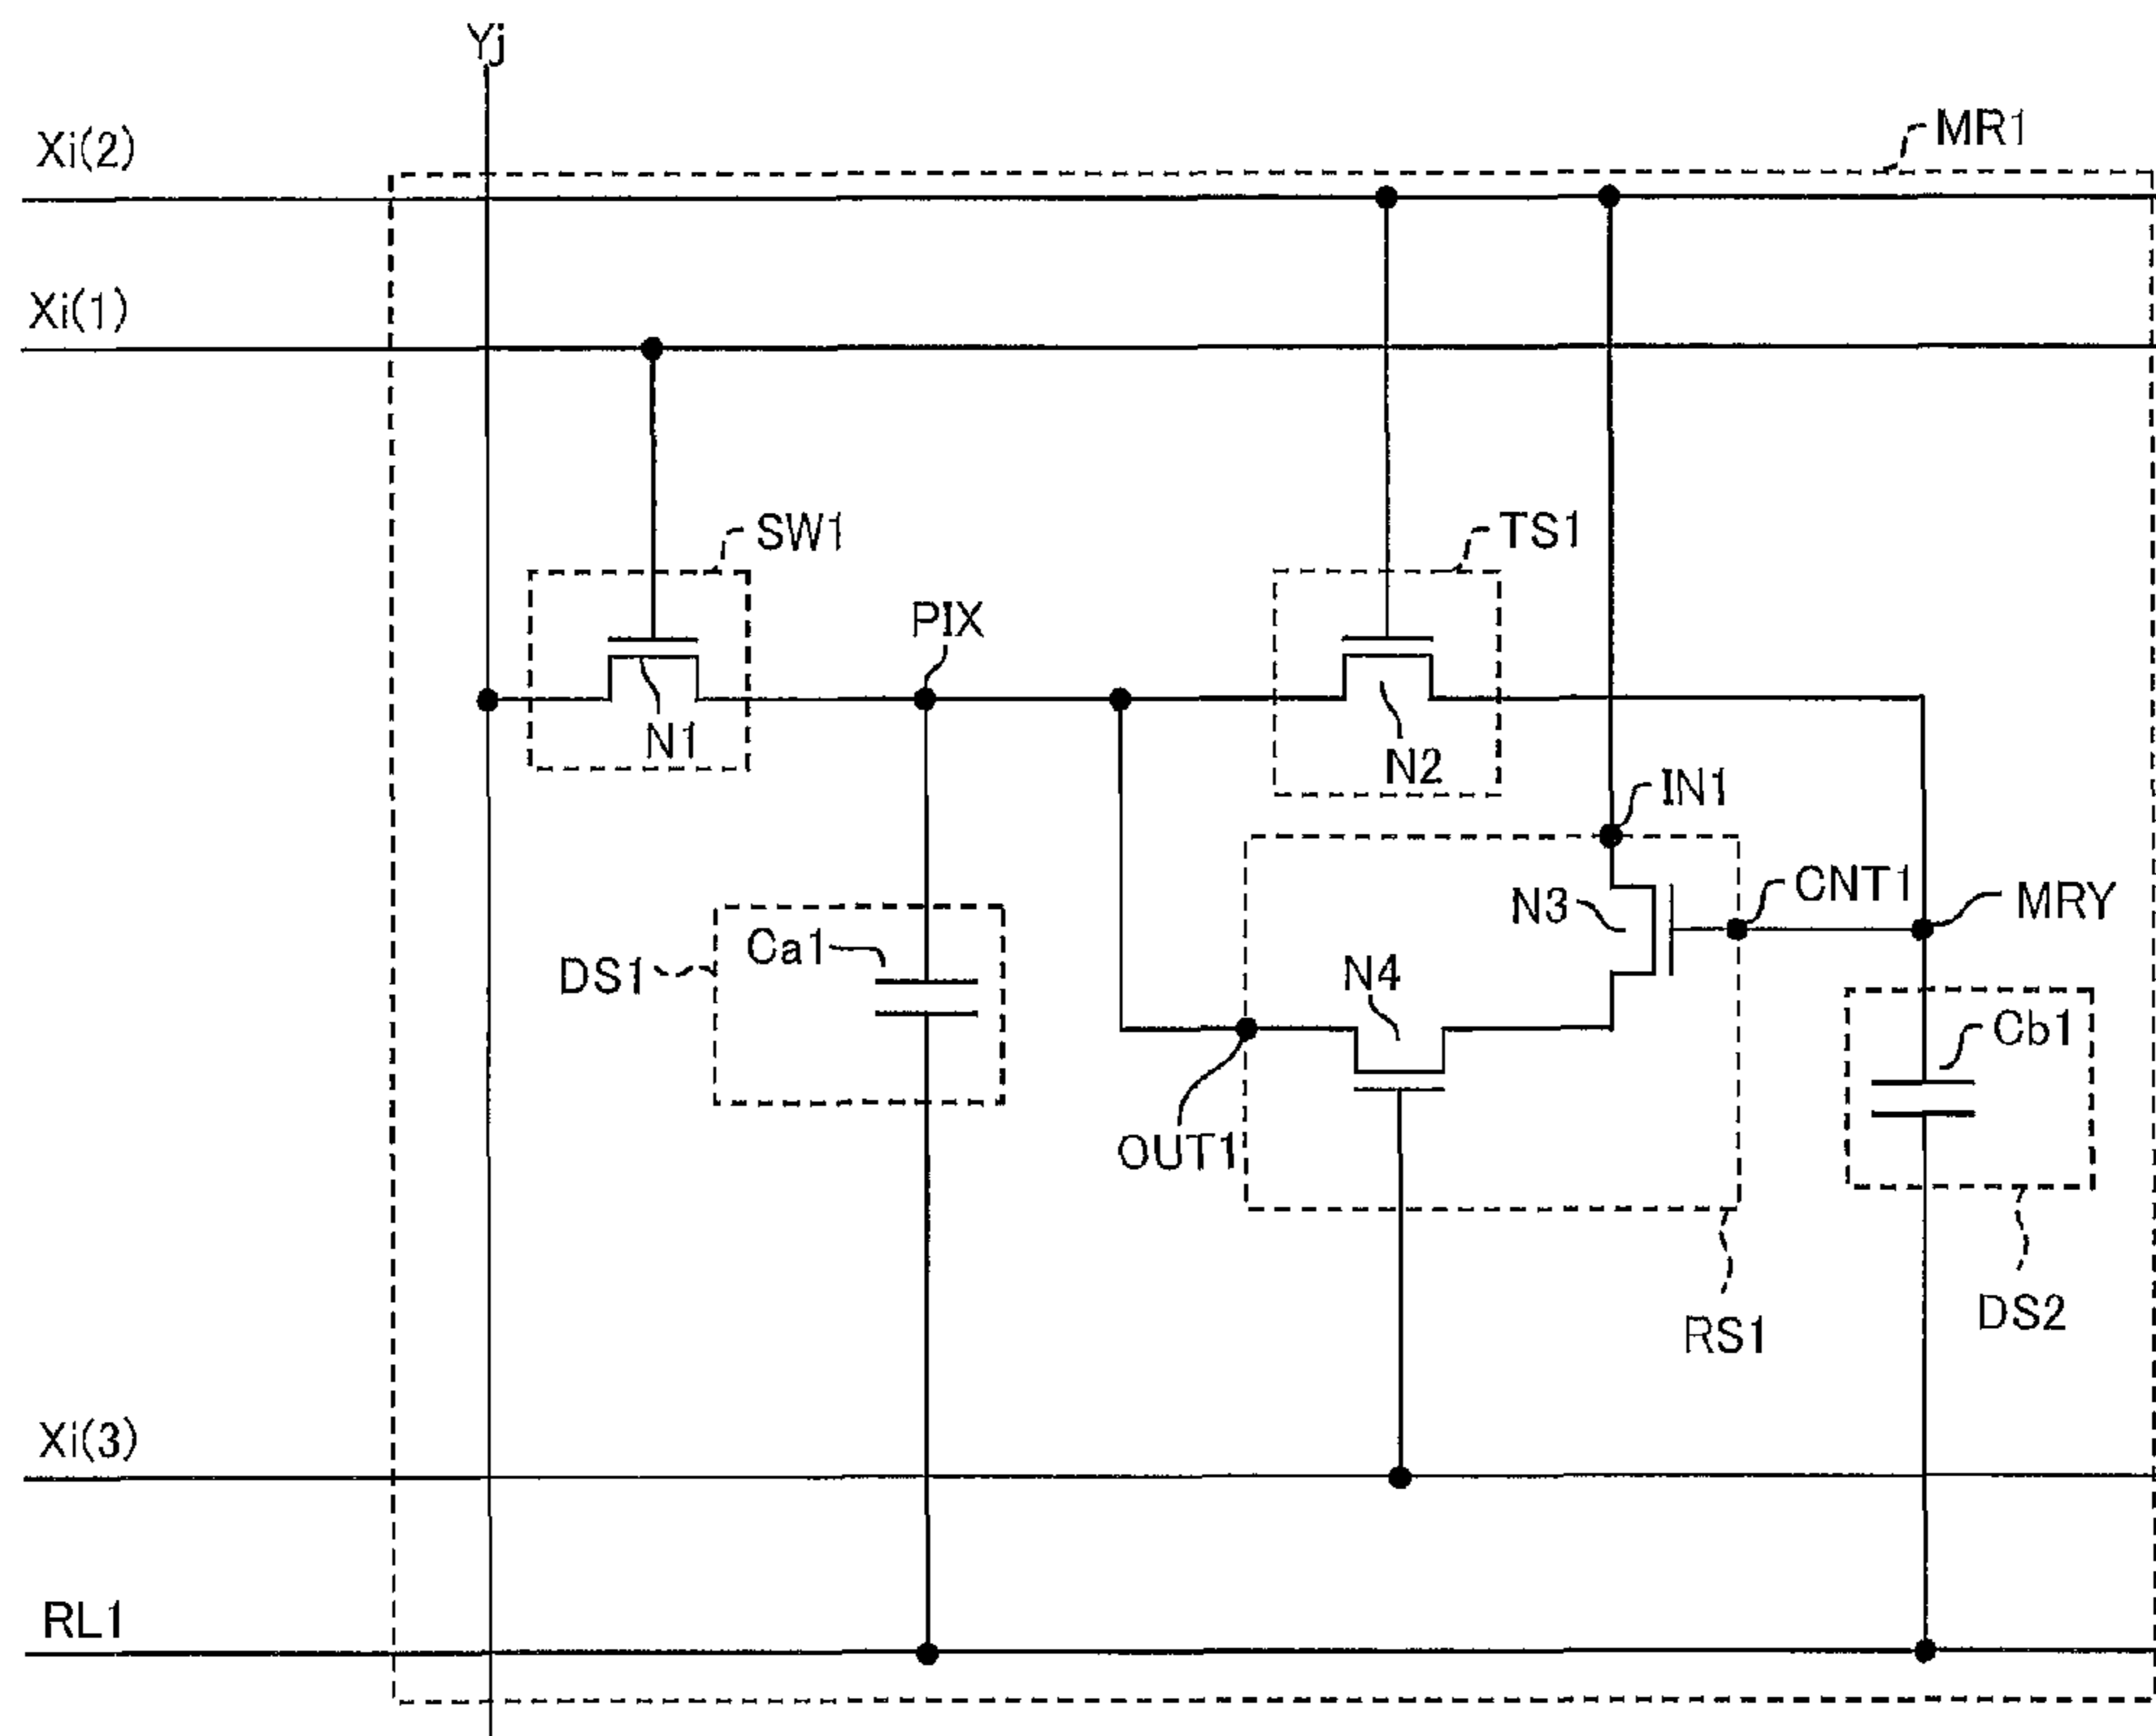 Yj
MR1
Xi(2)
Xi(1)
SW1
TS1
PIX
N1
N2
IN1
CNT1
N3
MRY
Ca1
DS1
N4
Cb1
OUT1
DS2
RS1
Xi(3)
RL1